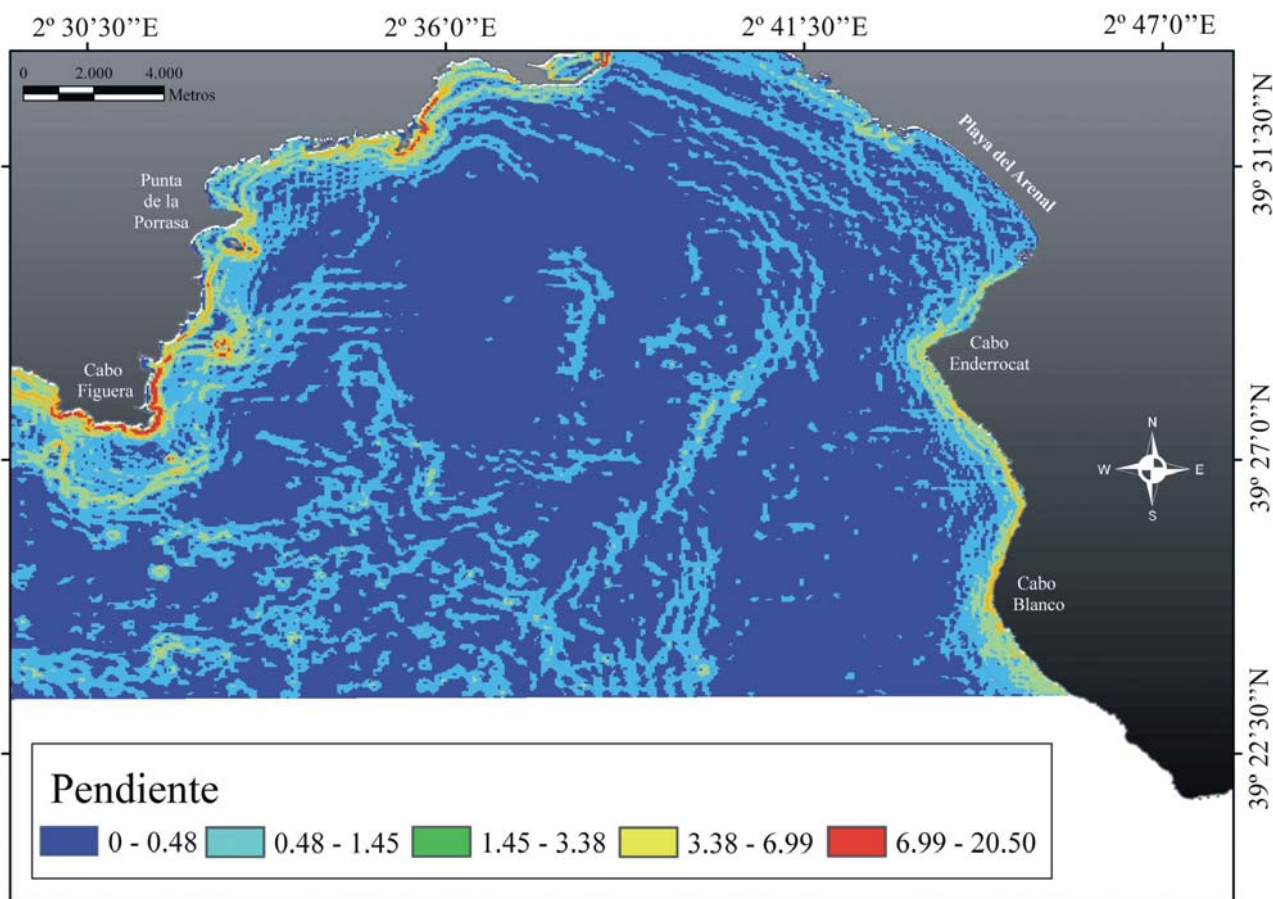 2º 30’30’’E
2º 36’0’’E
2º 41’30’’E
2º 47’0’’E
0
2.000
4.000
Metros
39º 31’30’’N
Playa del Arenal
Punta
de la
Porrasa
Cabo
Figuera
Cabo
Enderrocat
39º 27’0’’N
N
W
E
S
Cabo
Blanco
39º 22’30’’N
Pendiente
0 - 0.48
0.48 - 1.45
1.45 - 3.38
3.38 - 6.99
6.99 - 20.50